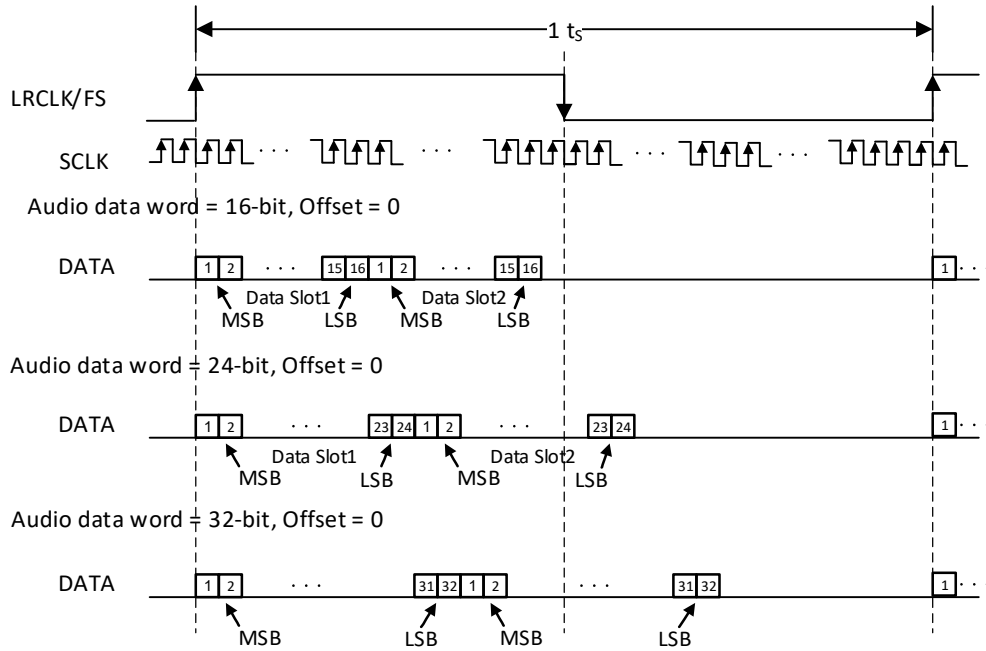 1 tS
LRCLK/FS
SCLK · · · · · · · · · · · ·
Audio data word = 16-bit, Offset = 0
DATA 1 2 · · · 15 16 1 2 · · · 15 16 1 · · ·
Data Slot1 Data Slot2
MSB LSB MSB LSB
Audio data word = 24-bit, Offset = 0
DATA 1 2 · · · 23 24 1 2 · · · 23 24 1 · · ·
Data Slot1 Data Slot2
MSB LSB MSB LSB
Audio data word = 32-bit, Offset = 0
DATA 1 2 · · · 31 32 1 2 · · · 31 32 1 · · ·
MSB LSB MSB LSB